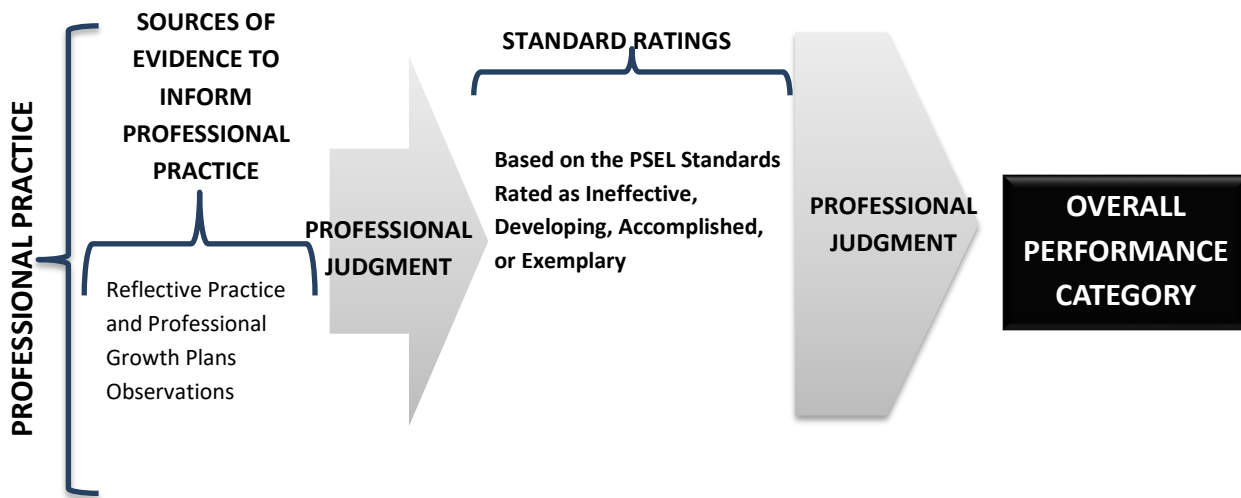 PROFESSIONAL PRACTICE
SOURCES OF
EVIDENCE TO
INFORM
PROFESSIONAL
PRACTICE
Reflective Practice
and Professional
Growth Plans
Observations
PROFESSIONAL
JUDGMENT
STANDARD RATINGS
Based on the PSEL Standards
Rated as Ineffective,
Developing, Accomplished,
or Exemplary
PROFESSIONAL
JUDGMENT
OVERALL
PERFORMANCE
CATEGORY